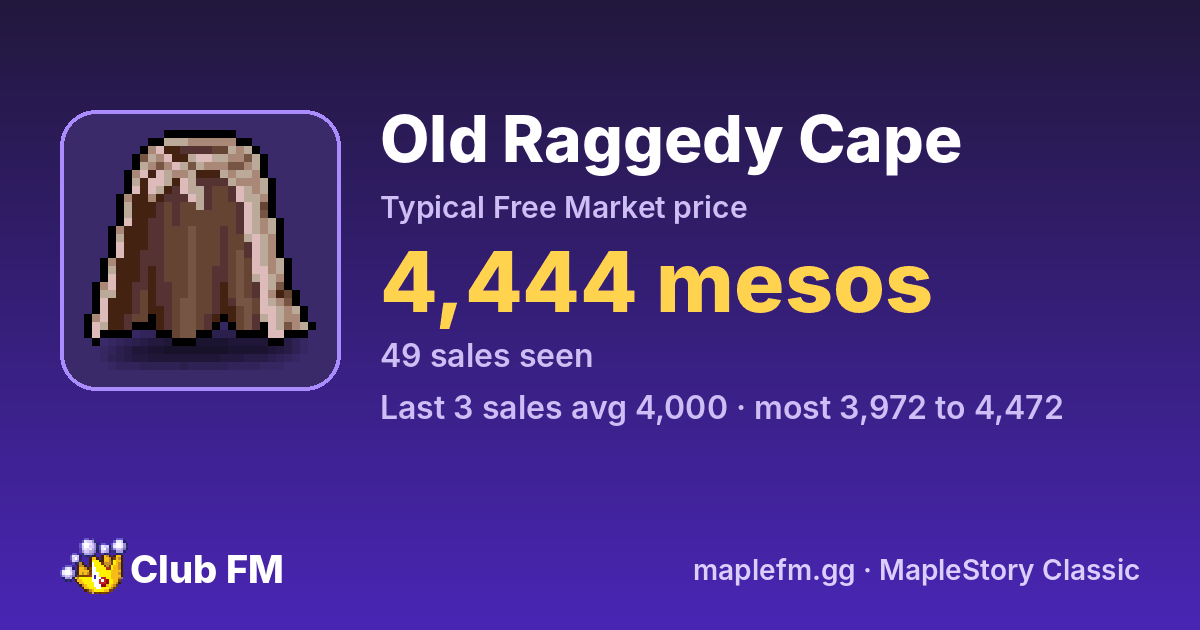 Old Raggedy Cape
Typical Free Market price
4,444 mesos
49 sales seen
Last 3 sales avg 4,000 · most 3,972 to 4,472
Club FM
maplefm.gg · MapleStory Classic